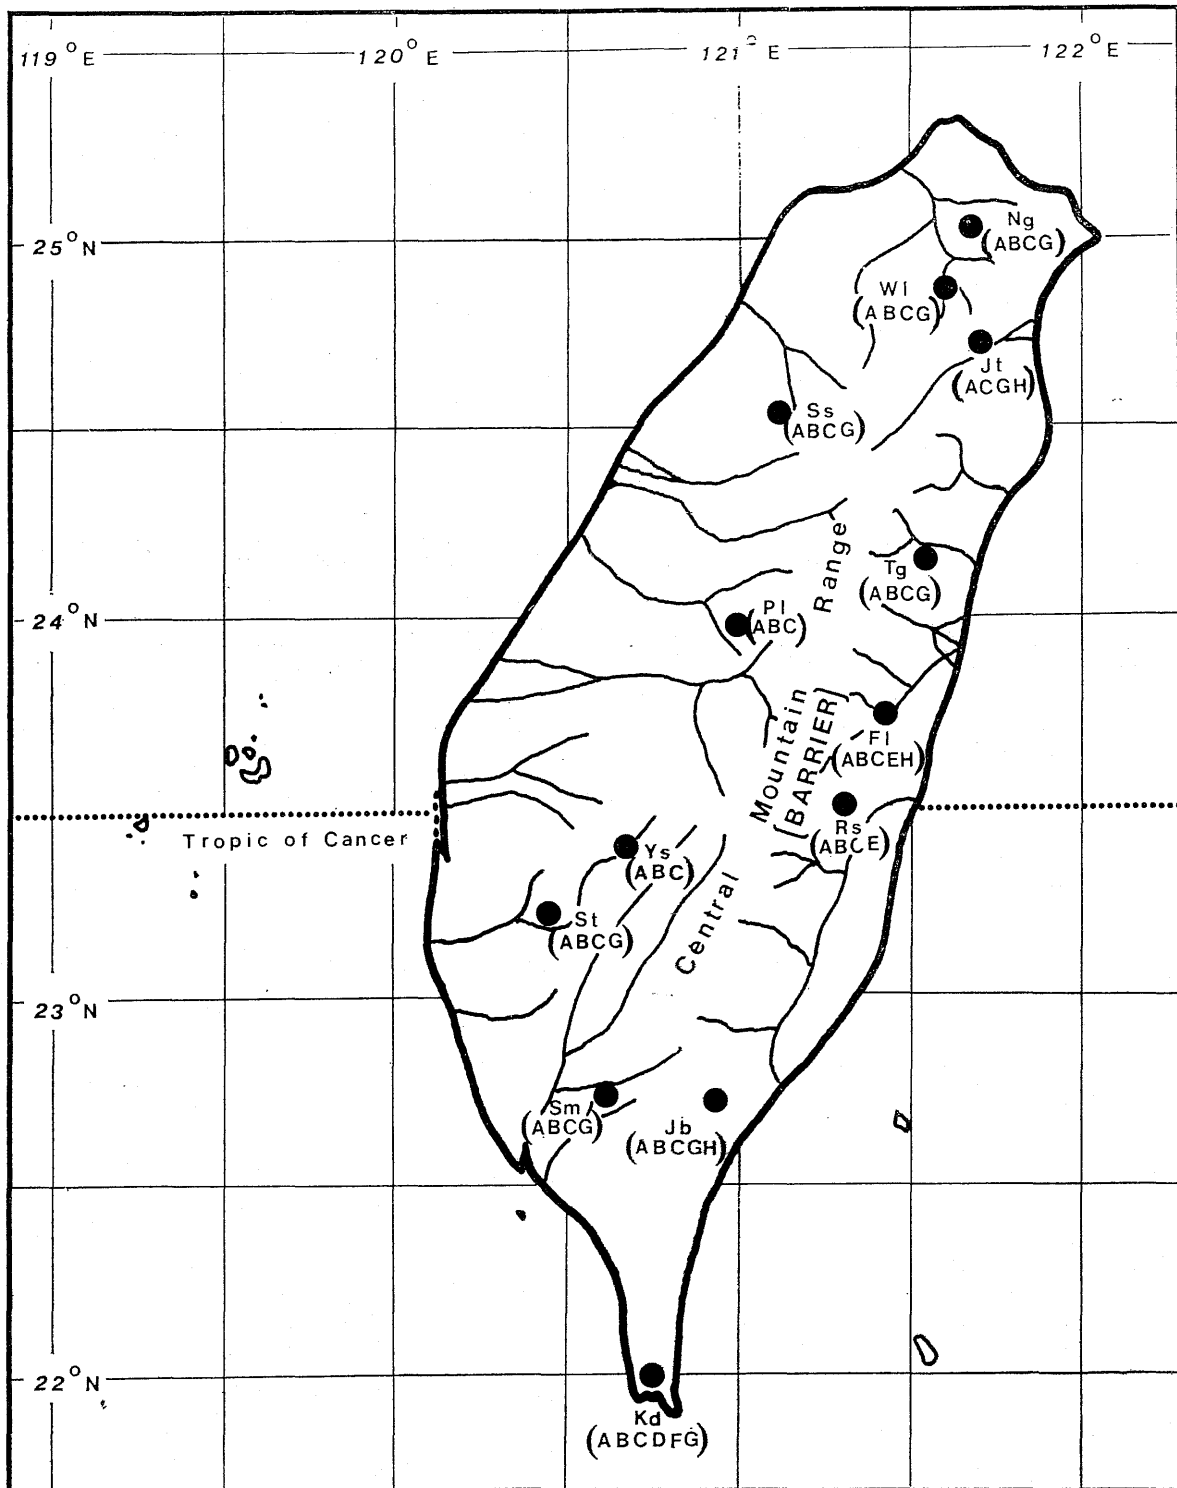 119°E 120°E 121°E 122°E
Ng
(ABCG)
25°N
Wl
(ABCG)
Jt
(ACGH)
Ss
(ABCG)
Tg
(ABCG)
Pl
(ABC)
24°N
Central Mountain Range
[BARRIER]
Fl
(ABCEH)
Rs
(ABCE)
Tropic of Cancer
Ys
(ABC)
St
(ABCG)
23°N
Sm
(ABCG)
Jb
(ABCGH)
22°N
Kd
(ABCDFG)